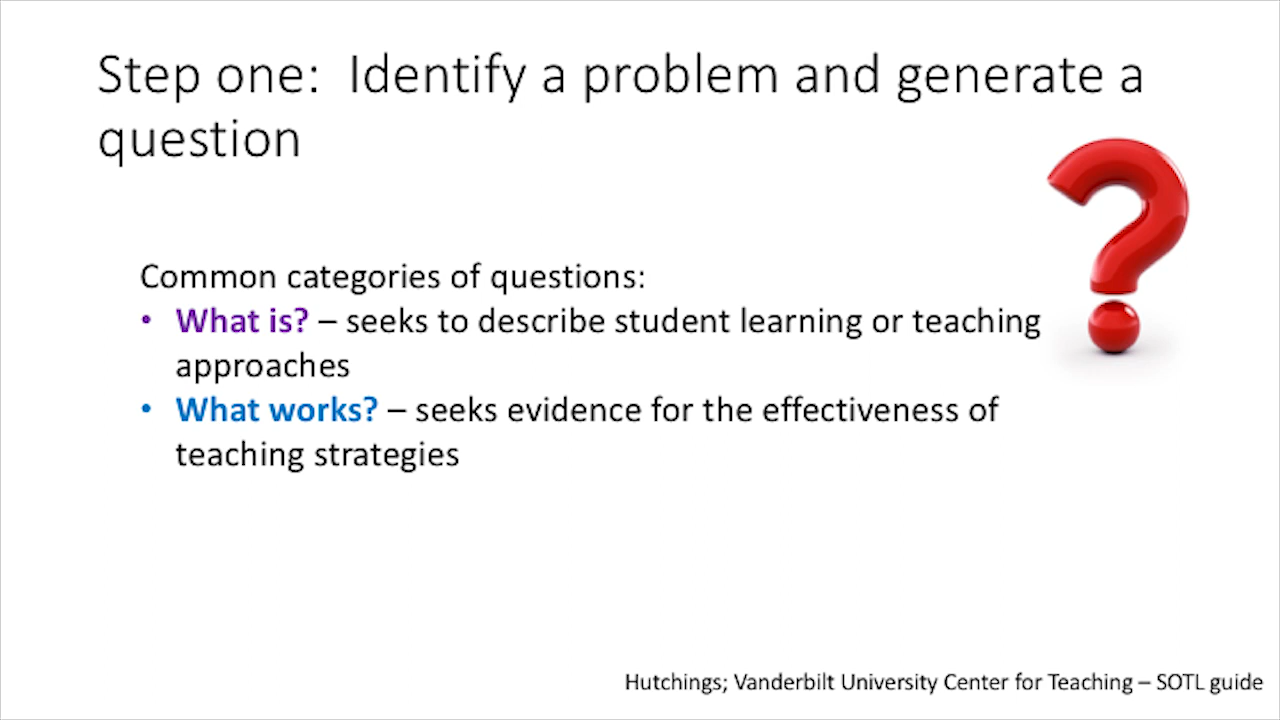 Step one:  Identify a problem and generate a
question
Common categories of questions:
• What is? – seeks to describe student learning or teaching
approaches
• What works? – seeks evidence for the effectiveness of
teaching strategies
Hutchings; Vanderbilt University Center for Teaching – SOTL guide